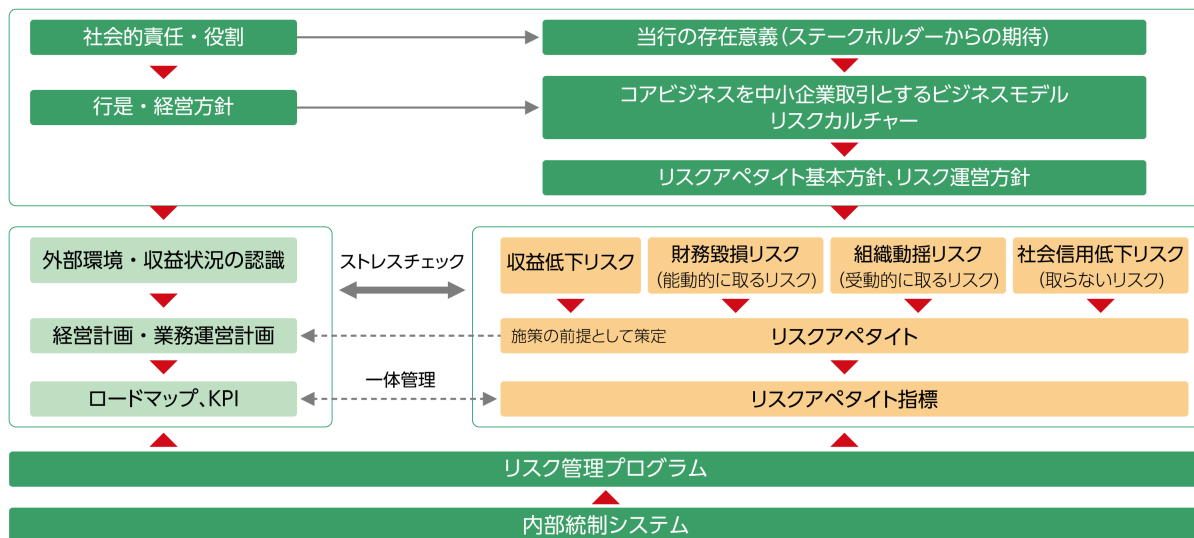 社会的責任・役割
当行の存在意義(ステークホルダーからの期待)
行是・経営方針
コアビジネスを中小企業取引とするビジネスモデル
リスクカルチャー
リスクアペタイト基本方針、リスク運営方針
外部環境・収益状況の認識
ストレスチェック
収益低下リスク
財務毀損リスク
(能動的に取るリスク)
組織動揺リスク
(受動的に取るリスク)
社会信用低下リスク
(取らないリスク)
経営計画・業務運営計画
施策の前提として策定
リスクアペタイト
ロードマップ、KPI
一体管理
リスクアペタイト指標
リスク管理プログラム
内部統制システム